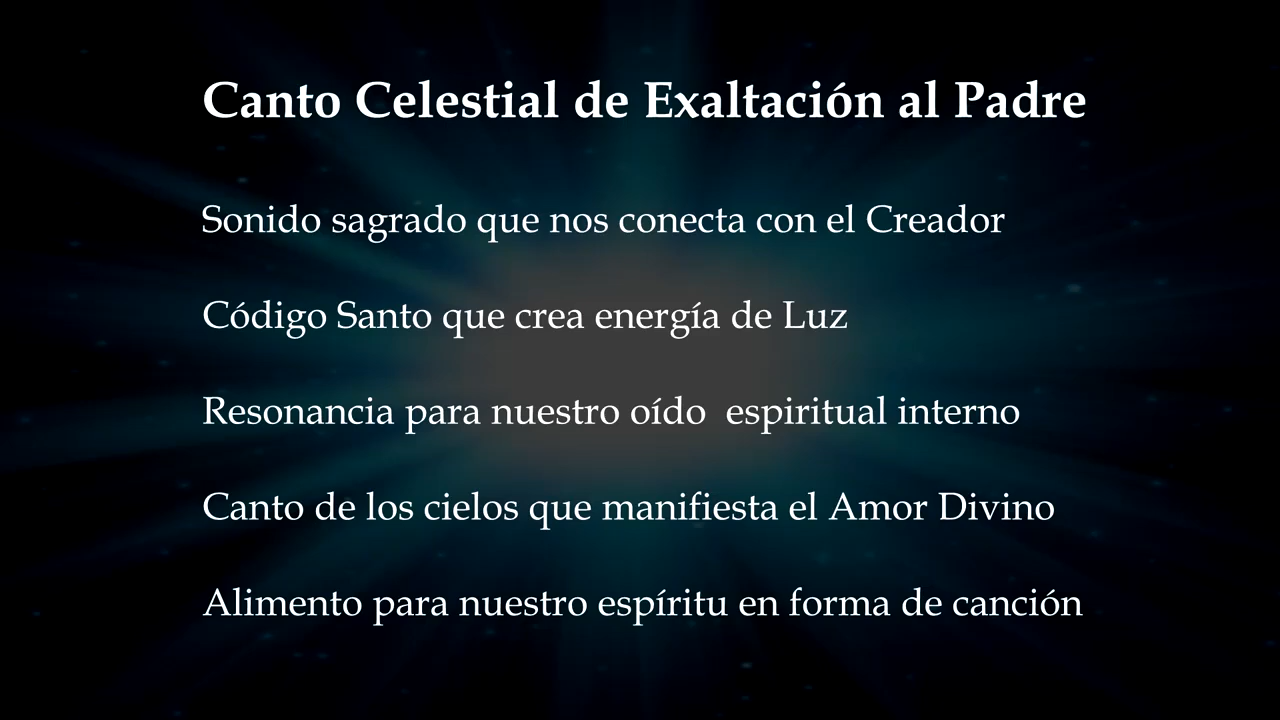 Canto Celestial de Exaltación al Padre
Sonido sagrado que nos conecta con el Creador
Código Santo que crea energía de Luz
Resonancia para nuestro oído  espiritual interno
Canto de los cielos que manifiesta el Amor Divino
Alimento para nuestro espíritu en forma de canción